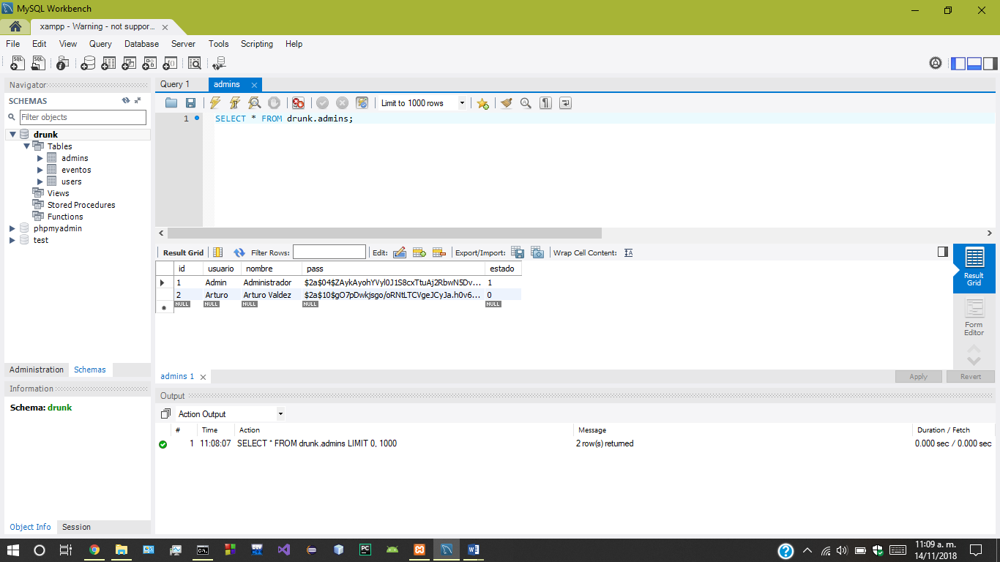 MySQL Workbench
xampp - Warning - not suppor...
File Edit View Query Database Server Tools Scripting Help
Navigator
SCHEMAS
Filter objects
drunk
Tables
admins
eventos
users
Views
Stored Procedures
Functions
phpmyadmin
test
Administration Schemas
Information
Schema: drunk
Object Info Session
Query 1 admins
Limit to 1000 rows
1 SELECT * FROM drunk.admins;
Result Grid Filter Rows: Edit: Export/Import: Wrap Cell Content:
id usuario nombre pass estado
1 Admin Administrador $2a$04$ZAykAyohYVyl0J1S8cxTtuAj2RbwN5Dv... 1
2 Arturo Arturo Valdez $2a$10$gO7pDwkjsgo/oRNtLTCVgeJCyJa.h0v6... 0
NULL NULL NULL NULL NULL
Result
Grid
Form
Editor
admins 1 Apply Revert
Output
Action Output
# Time Action Message Duration / Fetch
1 11:08:07 SELECT * FROM drunk.admins LIMIT 0, 1000 2 row(s) returned 0.000 sec / 0.000 sec
11:09 a. m.
14/11/2018